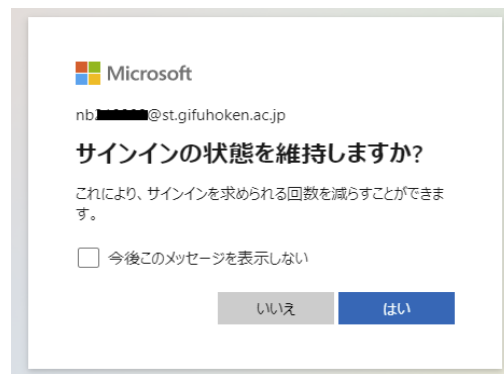 Microsoft
nb@st.gifuhoken.ac.jp
サインインの状態を維持しますか?
これにより、サインインを求められる回数を減らすことができま
す。
今後このメッセージを表示しない
いいえ
はい